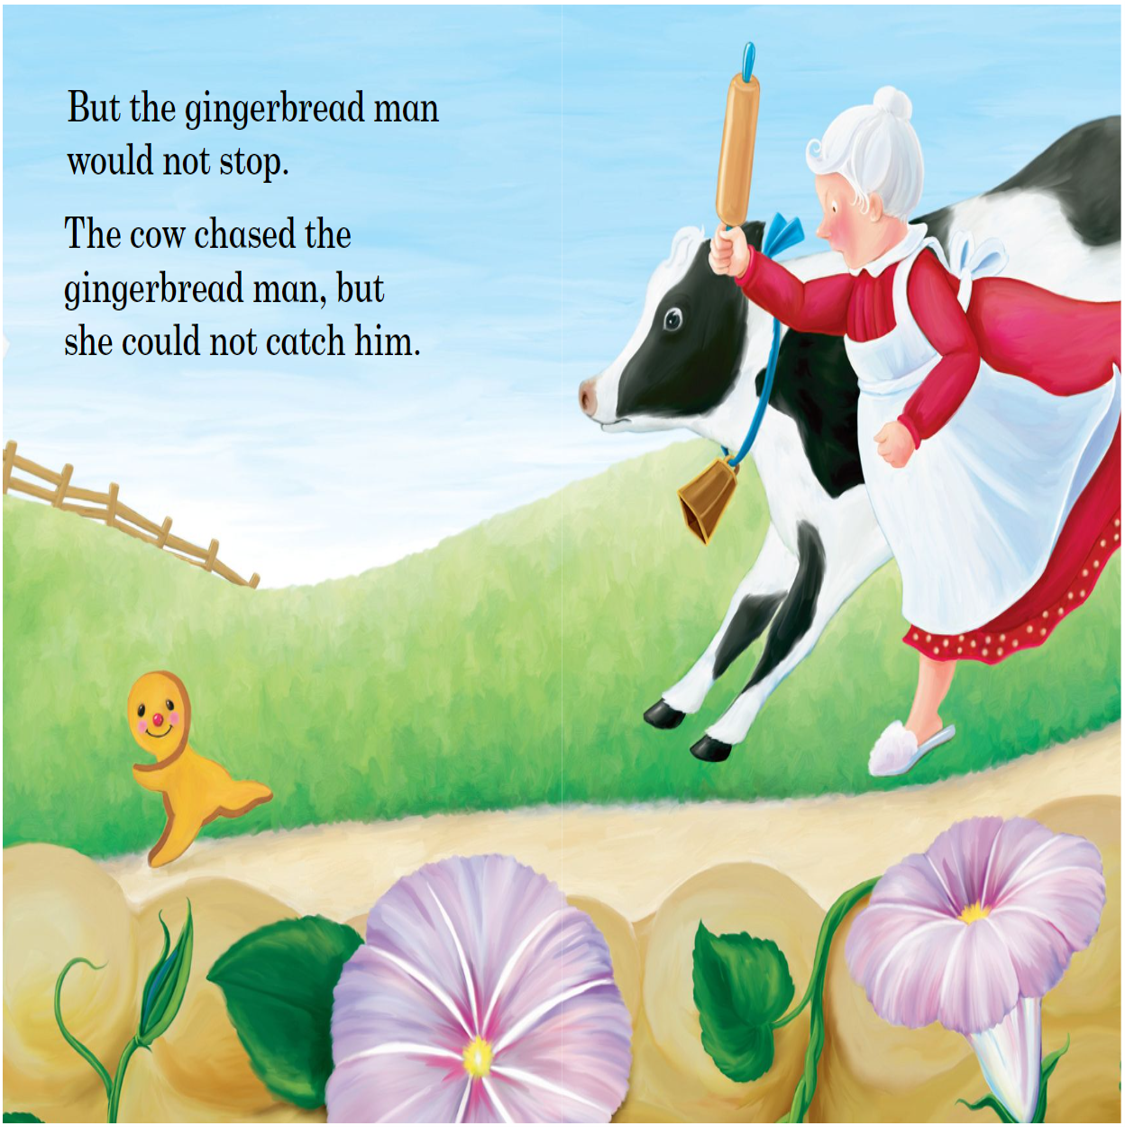 But the gingerbread man
would not stop.
The cow chased the
gingerbread man, but
she could not catch him.